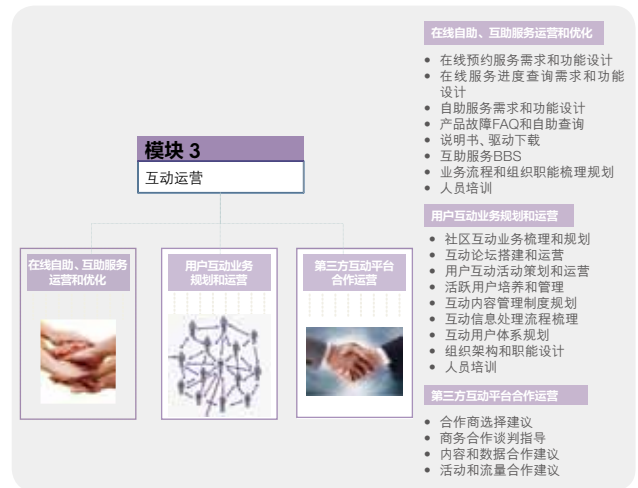 模块 3
互动运营
在线自助、互助服务
运营和优化
用户互动业务
规划和运营
第三方互动平台
合作运营
在线自助、互助服务运营和优化
• 在线预约服务需求和功能设计
• 在线服务进度查询需求和功能
设计
• 自助服务需求和功能设计
• 产品故障FAQ和自助查询
• 说明书、驱动下载
• 互助服务BBS
• 业务流程和组织职能梳理规划
• 人员培训
用户互动业务规划和运营
• 社区互动业务梳理和规划
• 互动论坛搭建和运营
• 用户互动活动策划和运营
• 活跃用户培养和管理
• 互动内容管理制度规划
• 互动信息处理流程梳理
• 互动用户体系规划
• 组织架构和职能设计
• 人员培训
第三方互动平台合作运营
• 合作商选择建议
• 商务合作谈判指导
• 内容和数据合作建议
• 活动和流量合作建议